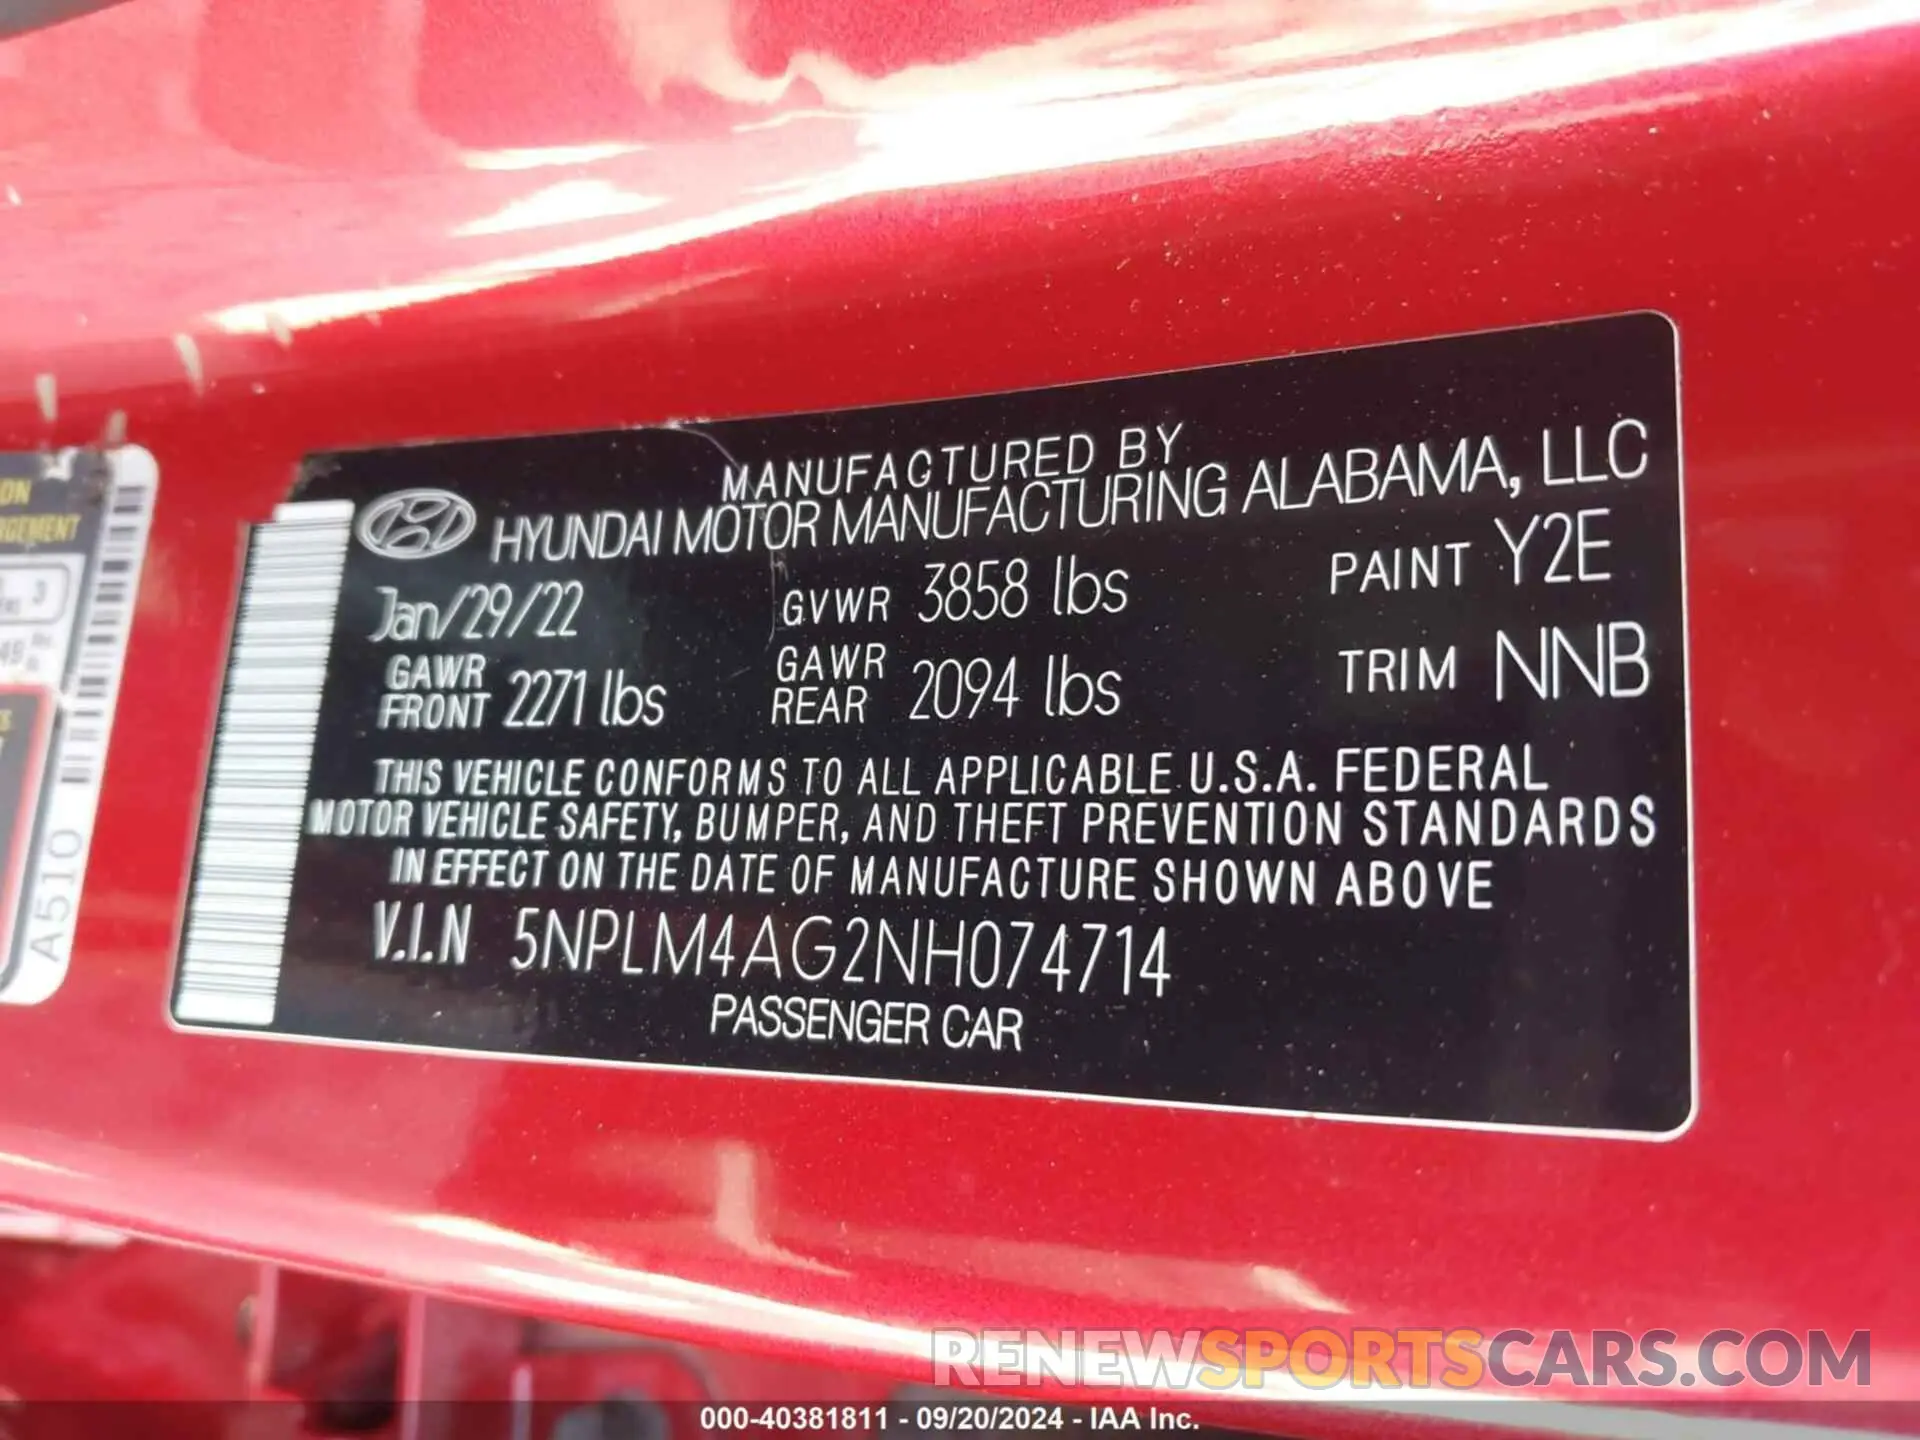 MANUFACTURED BY
HYUNDAI MOTOR MANUFACTURING ALABAMA, LLC
Jan/29/22 GVWR 3858 lbs PAINT Y2E
GAWR FRONT 2271 lbs GAWR REAR 2094 lbs TRIM NNB
THIS VEHICLE CONFORMS TO ALL APPLICABLE U.S.A. FEDERAL
MOTOR VEHICLE SAFETY, BUMPER, AND THEFT PREVENTION STANDARDS
IN EFFECT ON THE DATE OF MANUFACTURE SHOWN ABOVE
V.I.N 5NPLM4AG2NH074714
PASSENGER CAR
A510
3
RENEWSPORTSCARS.COM
000-40381811 - 09/20/2024 - IAA Inc.